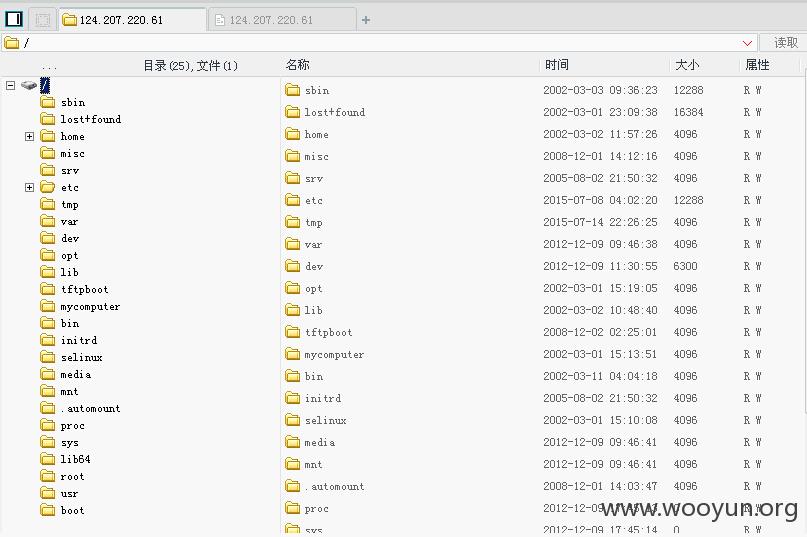 124.207.220.61 124.207.220.61 +
/ 读取
... 目录(25),文件(1) 名称 时间 大小 属性
/
sbin
lost+found
home
misc
srv
etc
tmp
var
dev
opt
lib
tftpboot
mycomputer
bin
initrd
selinux
media
mnt
.automount
proc
sys
lib64
root
usr
boot
sbin 2002-03-03 09:36:23 12288 R W
lost+found 2002-03-01 23:09:38 16384 R W
home 2002-03-02 11:57:26 4096 R W
misc 2008-12-01 14:12:16 4096 R W
srv 2005-08-02 21:50:32 4096 R W
etc 2015-07-08 04:02:20 12288 R W
tmp 2015-07-14 22:26:25 4096 R W
var 2012-12-09 09:46:38 4096 R W
dev 2012-12-09 11:30:55 6300 R W
opt 2002-03-01 15:19:05 4096 R W
lib 2002-03-02 10:48:40 4096 R W
tftpboot 2008-12-02 02:25:01 4096 R W
mycomputer 2002-03-01 15:13:51 4096 R W
bin 2002-03-11 04:04:18 4096 R W
initrd 2005-08-02 21:50:32 4096 R W
selinux 2002-03-01 15:10:08 4096 R W
media 2012-12-09 09:46:41 4096 R W
mnt 2012-12-09 09:46:41 4096 R W
.automount 2008-12-01 14:03:47 4096 R W
proc 2012-12-09 R W
www.wooyun.org
sys 2012-12-09 17:45:14 0 R W